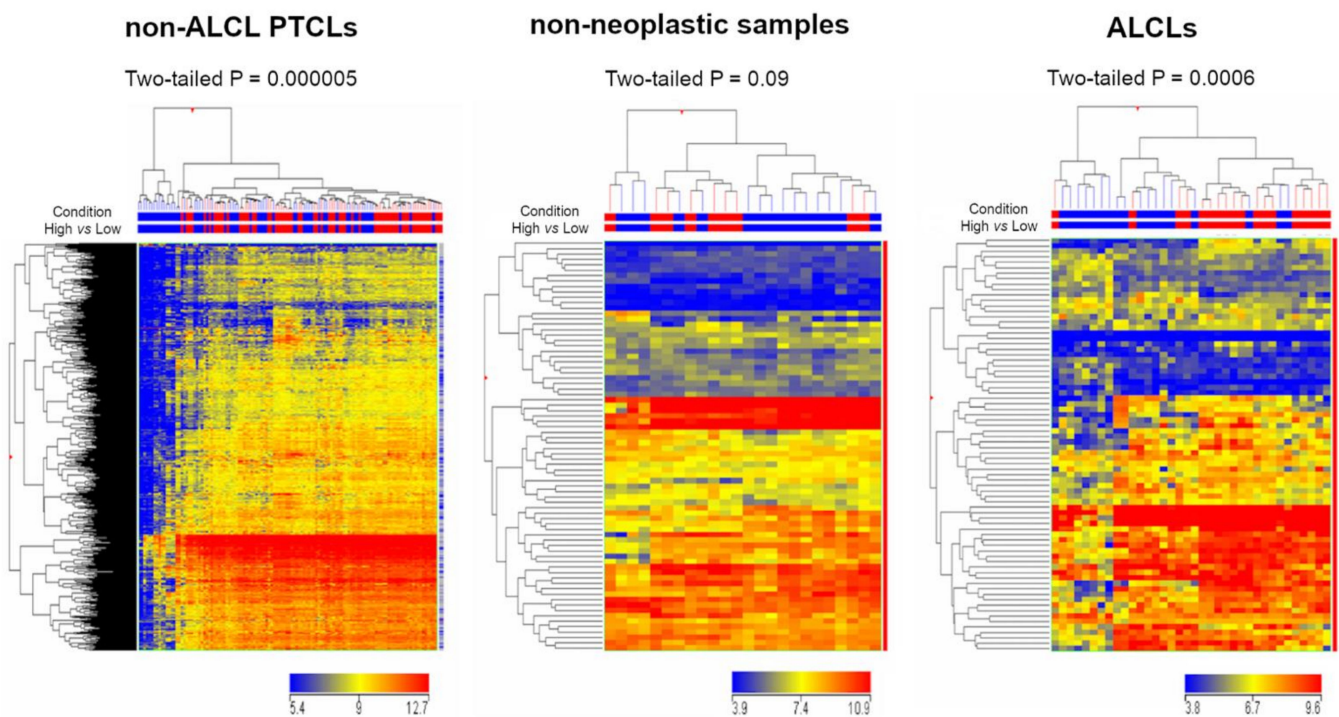 non-ALCL PTCLs
Two-tailed P = 0.000005
Condition
High vs Low
5.4 9 12.7
non-neoplastic samples
Two-tailed P = 0.09
Condition
High vs Low
3.9 7.4 10.9
ALCLs
Two-tailed P = 0.0006
Condition
High vs Low
3.8 6.7 9.6